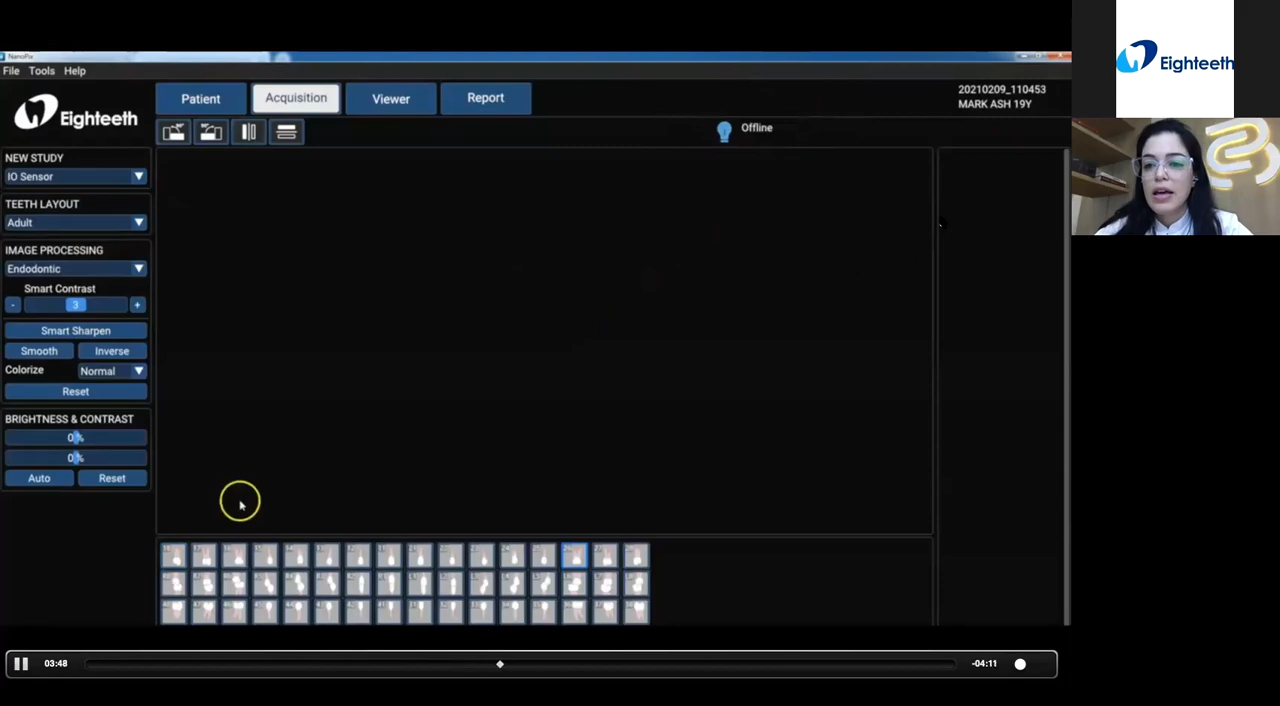 NanoPix
File Tools Help
Eighteeth
Patient
Acquisition
Viewer
Report
20210209_110453
MARK ASH 19Y
Offline
NEW STUDY
IO Sensor
TEETH LAYOUT
Adult
IMAGE PROCESSING
Endodontic
Smart Contrast
- 3 +
Smart Sharpen
Smooth Inverse
Colorize Normal
Reset
BRIGHTNESS & CONTRAST
0%
0%
Auto Reset
03:48
-04:11
Eighteeth